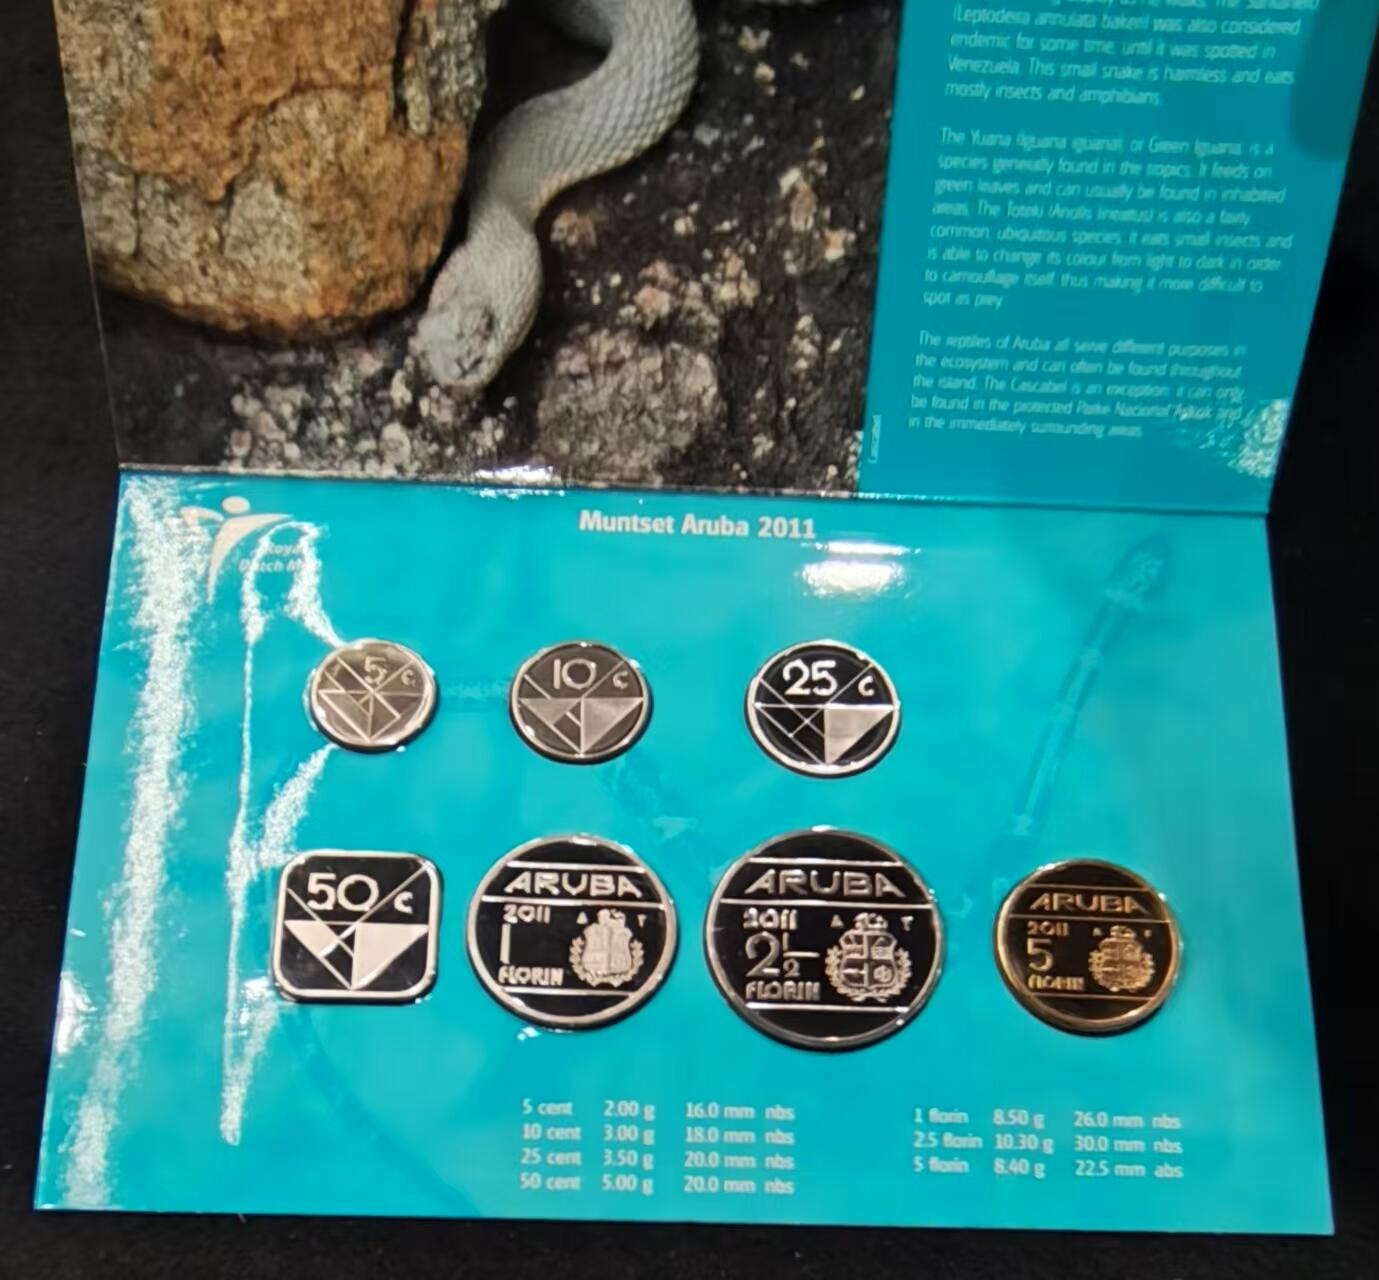 (Leptodeira annulata bakeri) was also considered
endemic for some time, until it was spotted in
Venezuela. This small snake is harmless and eats
mostly insects and amphibians.
The Yuana (Iguana iguana), or Green Iguana, is a
species generally found in the tropics. It feeds on
green leaves and can usually be found in inhabited
areas. The Toteki (Anolis lineatus) is also a fairly
common, ubiquitous species. It eats small insects and
is able to change its colour from light to dark in order
to camouflage itself, thus making it more difficult to
spot as prey.
The reptiles of Aruba all serve different purposes in
the ecosystem and can often be found throughout
the island. The Cascabel is an exception; it can only
be found in the protected Parke Nacional Arikok and
in the immediately surrounding areas.
Cascabel
Royal
Dutch Mint
Muntset Aruba 2011
5 c
10 c
25 c
50 c
ARUBA
2011
1
FLORIN
ARUBA
2011
2½
FLORIN
ARUBA
2011
5
FLORIN
5 cent 2.00 g 16.0 mm nbs
10 cent 3.00 g 18.0 mm nbs
25 cent 3.50 g 20.0 mm nbs
50 cent 5.00 g 20.0 mm nbs
1 florin 8.50 g 26.0 mm nbs
2.5 florin 10.30 g 30.0 mm nbs
5 florin 8.40 g 22.5 mm abs